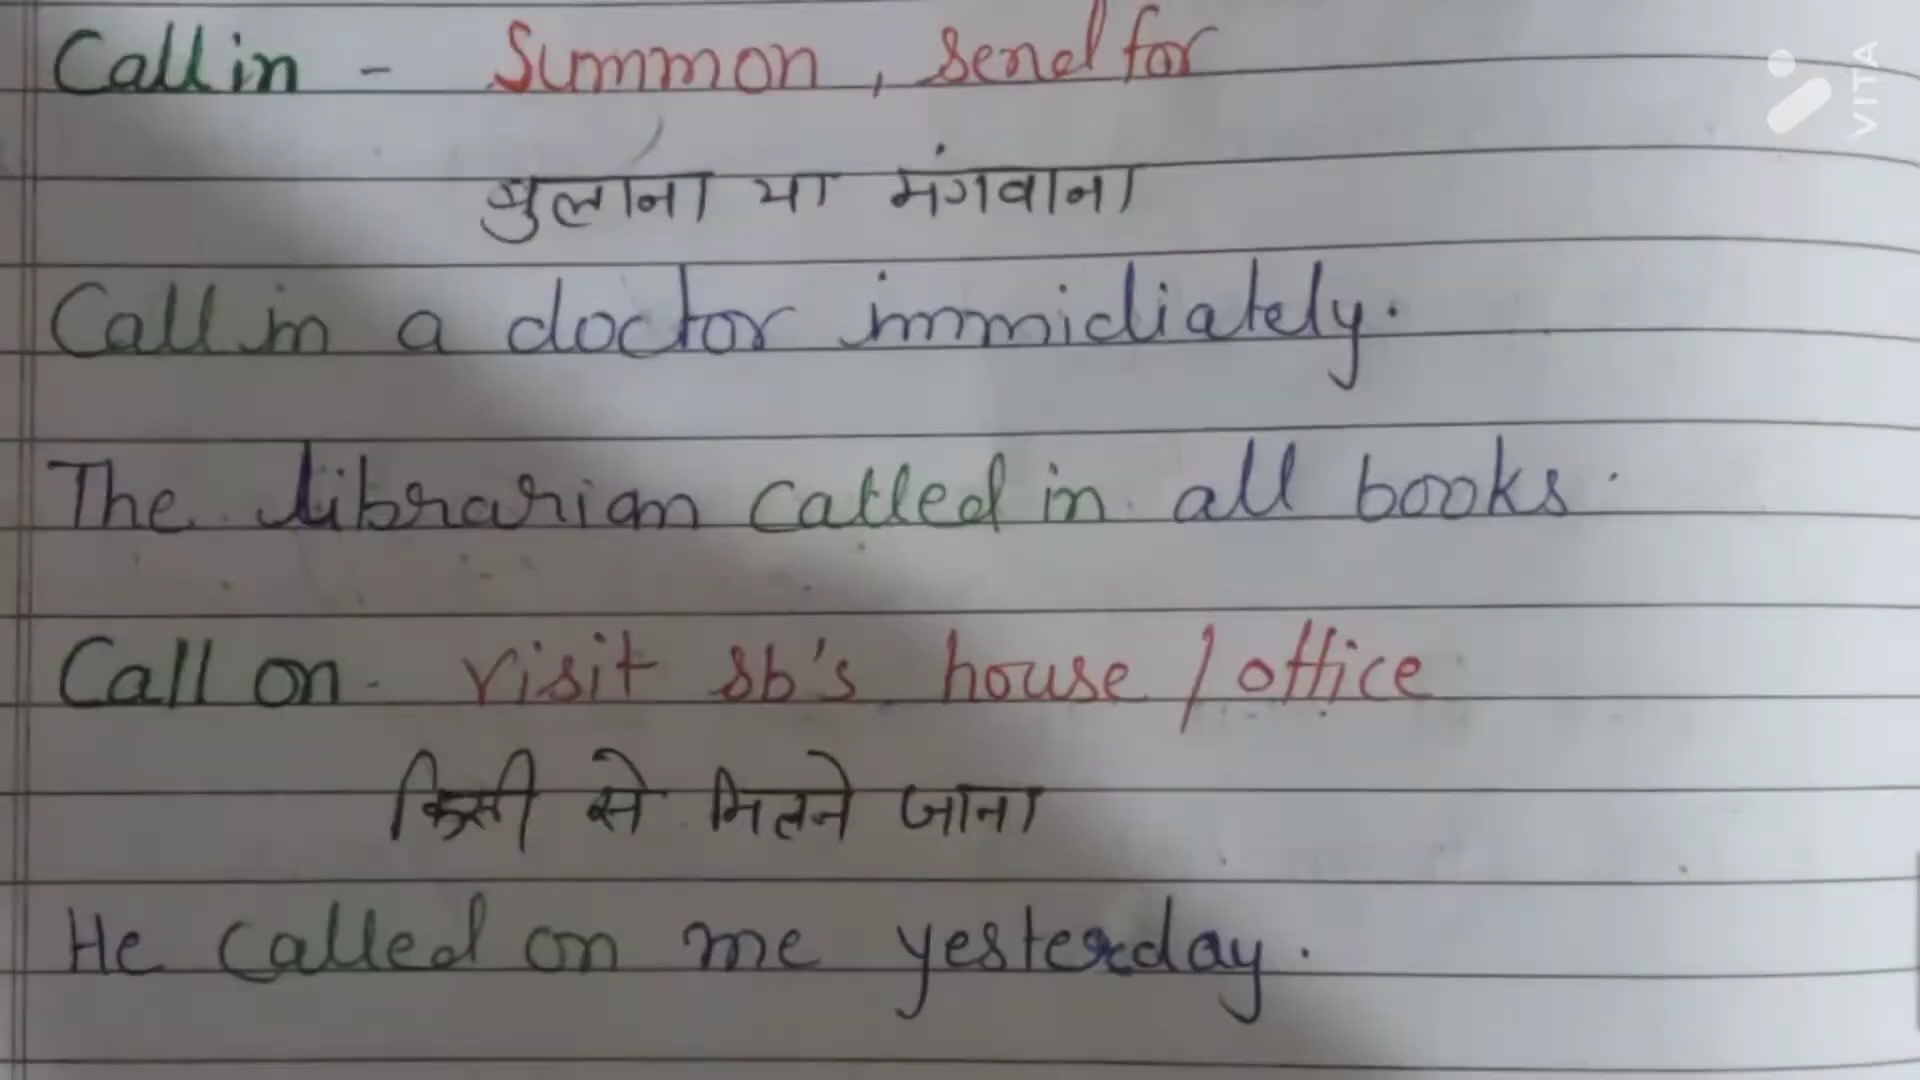 Call in - Summon, send for
बुलाना या मंगवाना
Call in a doctor immidiately.
The librarian called in all books.
Call on - visit sb's house / office
किसी से मिलने जाना
He called on me yesterday.
VITA